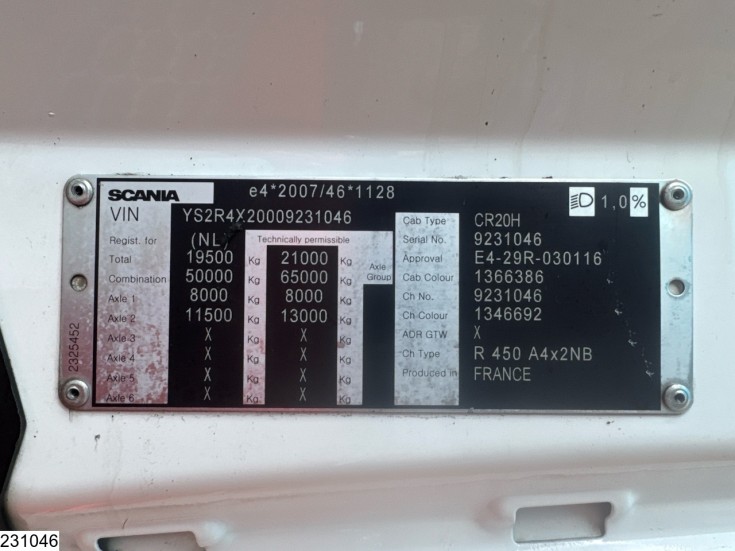 SCANIA e4*2007/46*1128
1,0 %
VIN YS2R4X20009231046
Regist. for (NL) Technically permissible
Total 19500 Kg 21000 Kg Axle Group
Combination 50000 Kg 65000 Kg
Axle 1 8000 Kg 8000 Kg
Axle 2 11500 Kg 13000 Kg
Axle 3 X Kg X Kg
Axle 4 X Kg X Kg
Axle 5 X Kg X Kg
Axle 6 X Kg X Kg
Cab Type CR20H
Serial No. 9231046
Approval E4-29R-030116
Cab Colour 1366386
Ch No. 9231046
Ch Colour 1346692
ADR GTW X
Ch Type R 450 A4x2NB
Produced in FRANCE
2325452
231046